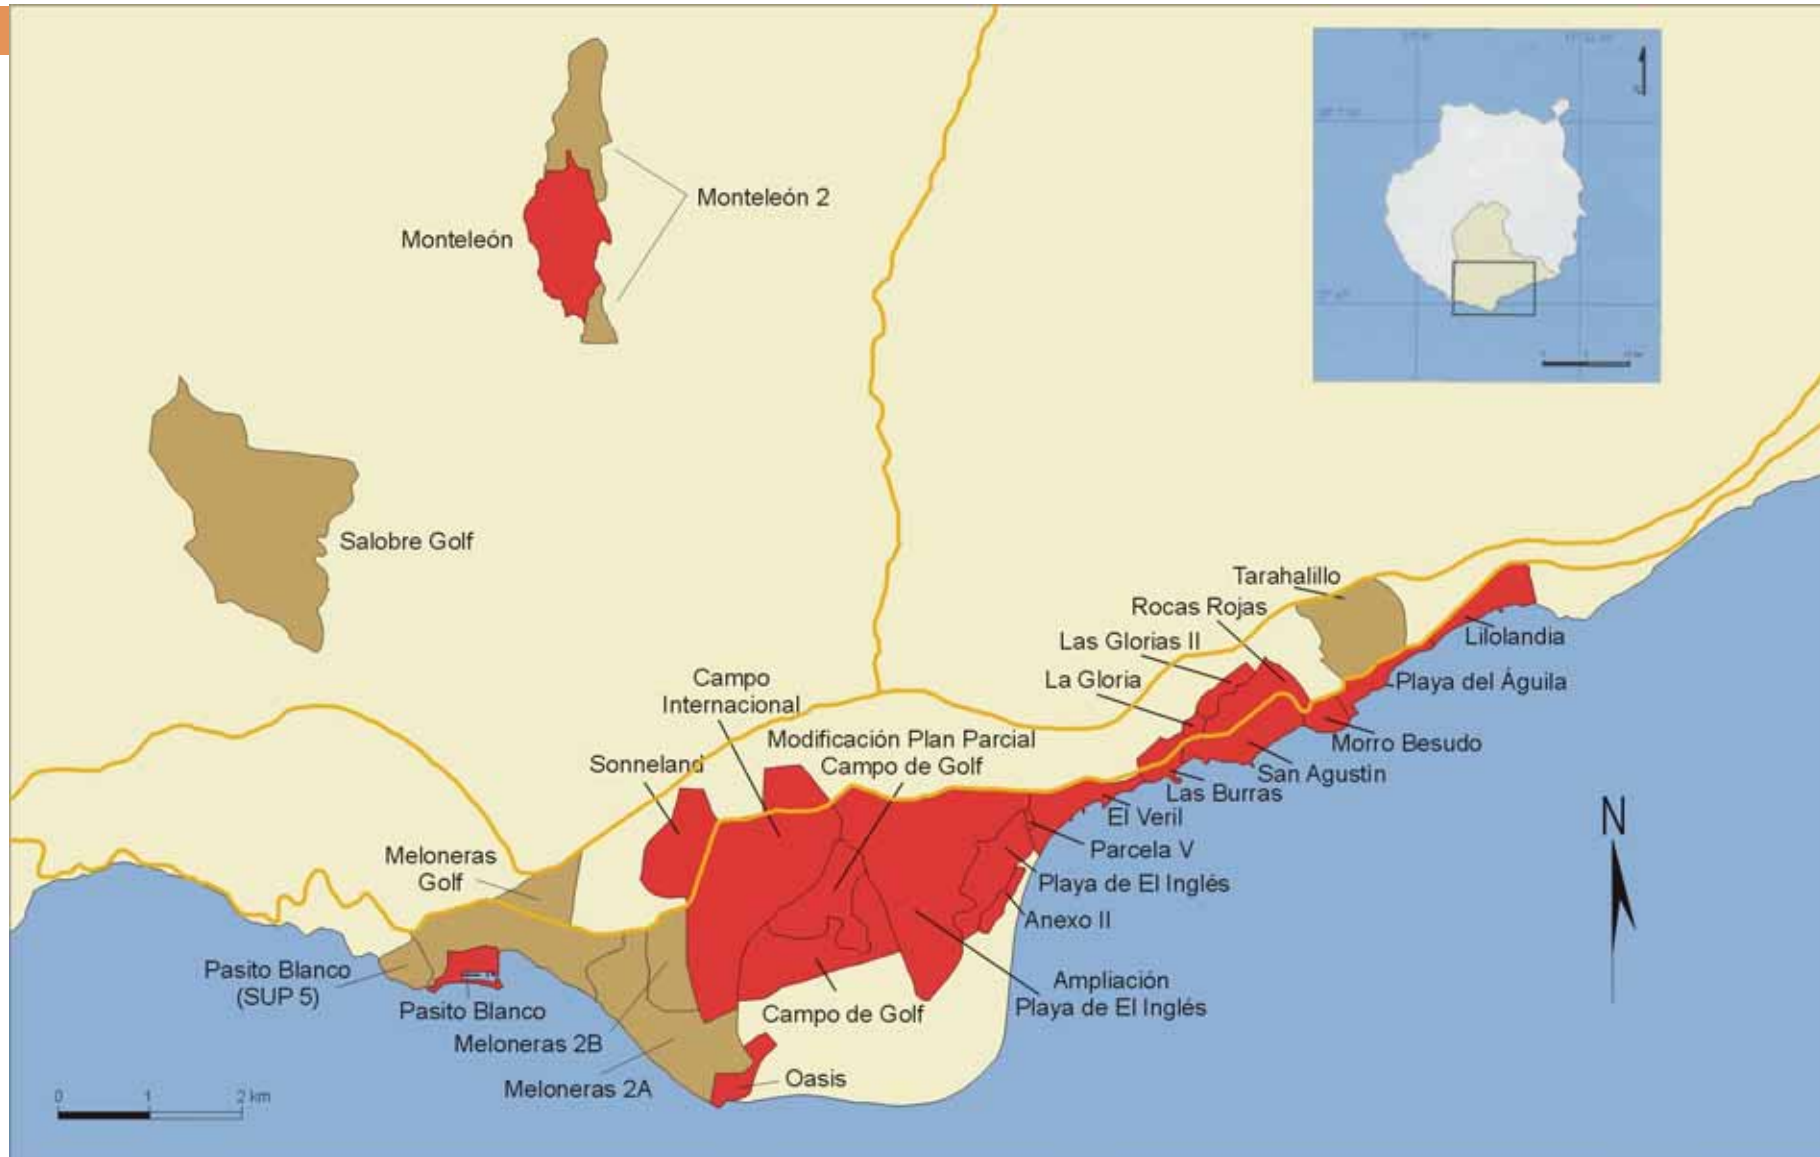 Monteleón 2
Monteleón
Salobre Golf
Tarahalillo
Rocas Rojas
Las Glorias II
La Gloria
Lilolandia
Playa del Águila
Morro Besudo
San Agustín
Las Burras
El Veril
Parcela V
Playa de El Inglés
Anexo II
Ampliación
Playa de El Inglés
Campo
Internacional
Modificación Plan Parcial
Campo de Golf
Sonneland
Meloneras
Golf
Pasito Blanco
(SUP 5)
Pasito Blanco
Meloneras 2B
Meloneras 2A
Campo de Golf
Oasis
N
0 1 2 km